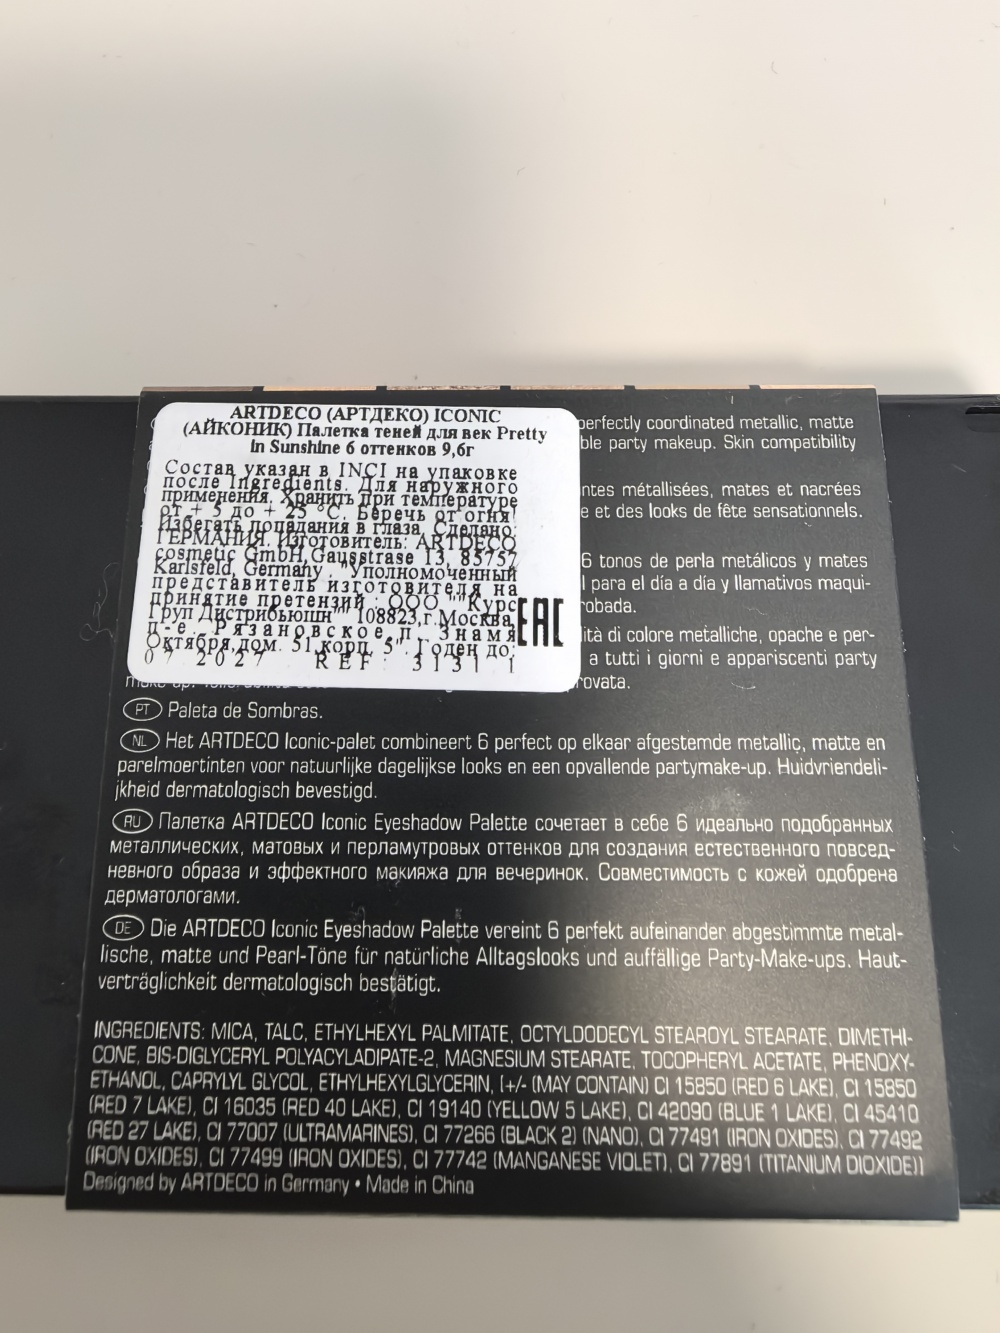 ARTDECO (АРТДЕКО) ICONIC
(АЙКОНИК) Палетка теней для век Pretty
in Sunshine 6 оттенков 9,6г
Состав указан в INCI на упаковке
после Ingredients. Для наружного
применения. Хранить при температуре
от + 5 до + 25 °C. Беречь от огня!
Избегать попадания в глаза. Сделано:
ГЕРМАНИЯ. Изготовитель: ARTDECO
cosmetic GmbH, Gausstrase 13, 85757
Karlsfeld, Germany . "Уполномоченный
представитель изготовителя на
принятие претензий : ООО ""Курс
Груп Дистрибьюшн"" 108823,г.Москва,
п-е. Рязановское,п. Знамя
Октября,дом. 51,корп. 5". Годен до:
07 2027 REF: 3131 1
EAC
perfectly coordinated metallic, matte
ble party makeup. Skin compatibility
ntes métallisées, mates et nacrées
e et des looks de fête sensationnels.
6 tonos de perla metálicos y mates
l para el día a día y llamativos maqui-
robada.
lità di colore metalliche, opache e per-
a tutti i giorni e appariscenti party
rovata.
PT Paleta de Sombras.
NL Het ARTDECO Iconic-palet combineert 6 perfect op elkaar afgestemde metallic, matte en
parelmoertinten voor natuurlijke dagelijkse looks en een opvallende partymake-up. Huidvriendeli-
jkheid dermatologisch bevestigd.
RU Палетка ARTDECO Iconic Eyeshadow Palette сочетает в себе 6 идеально подобранных
металлических, матовых и перламутровых оттенков для создания естественного повсед-
невного образа и эффектного макияжа для вечеринок. Совместимость с кожей одобрена
дерматологами.
DE Die ARTDECO Iconic Eyeshadow Palette vereint 6 perfekt aufeinander abgestimmte metal-
lische, matte und Pearl-Töne für natürliche Alltagslooks und auffällige Party-Make-ups. Haut-
verträglichkeit dermatologisch bestätigt.
INGREDIENTS: MICA, TALC, ETHYLHEXYL PALMITATE, OCTYLDODECYL STEAROYL STEARATE, DIMETHI-
CONE, BIS-DIGLYCERYL POLYACYLADIPATE-2, MAGNESIUM STEARATE, TOCOPHERYL ACETATE, PHENOXY-
ETHANOL, CAPRYLYL GLYCOL, ETHYLHEXYLGLYCERIN, [+/- (MAY CONTAIN) CI 15850 (RED 6 LAKE), CI 15850
(RED 7 LAKE), CI 16035 (RED 40 LAKE), CI 19140 (YELLOW 5 LAKE), CI 42090 (BLUE 1 LAKE), CI 45410
(RED 27 LAKE), CI 77007 (ULTRAMARINES), CI 77266 (BLACK 2) (NANO), CI 77491 (IRON OXIDES), CI 77492
(IRON OXIDES), CI 77499 (IRON OXIDES), CI 77742 (MANGANESE VIOLET), CI 77891 (TITANIUM DIOXIDE)]
Designed by ARTDECO in Germany • Made in China